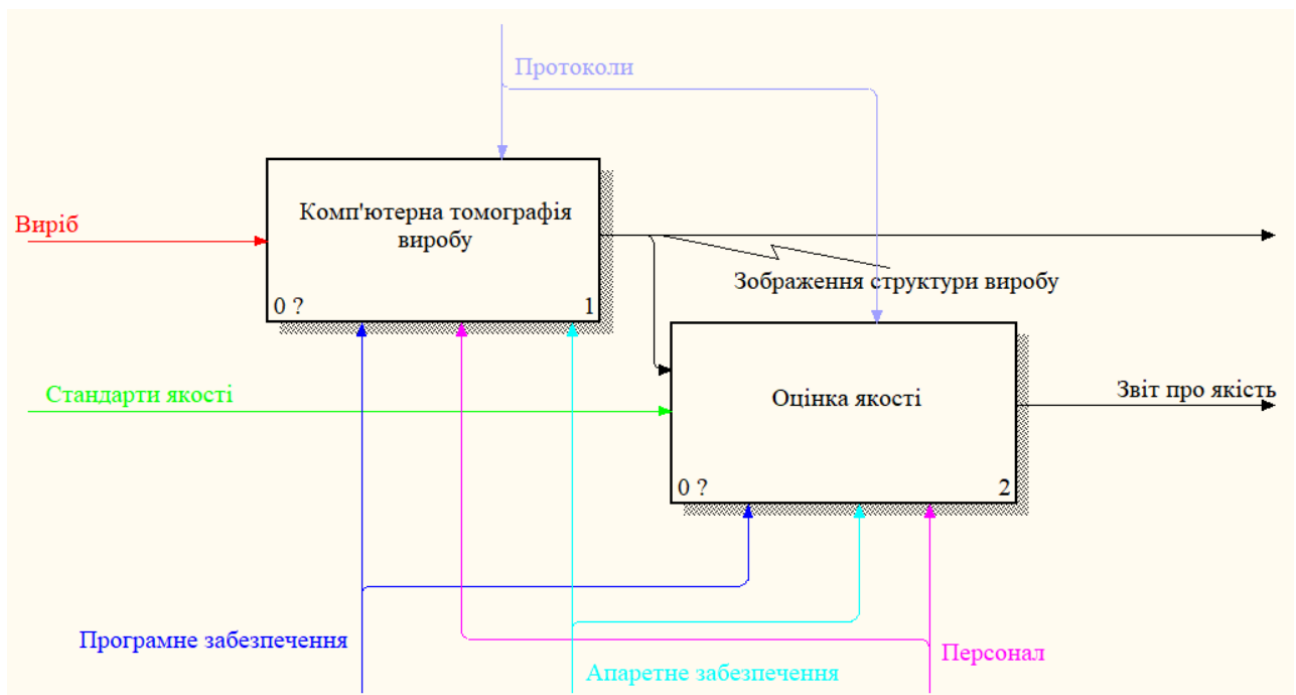 Протоколи
Комп'ютерна томографія
виробу
0 ?
1
Виріб
Зображення структури виробу
Стандарти якості
Оцінка якості
0 ?
2
Звіт про якість
Програмне забезпечення
Апаретне забезпечення
Персонал